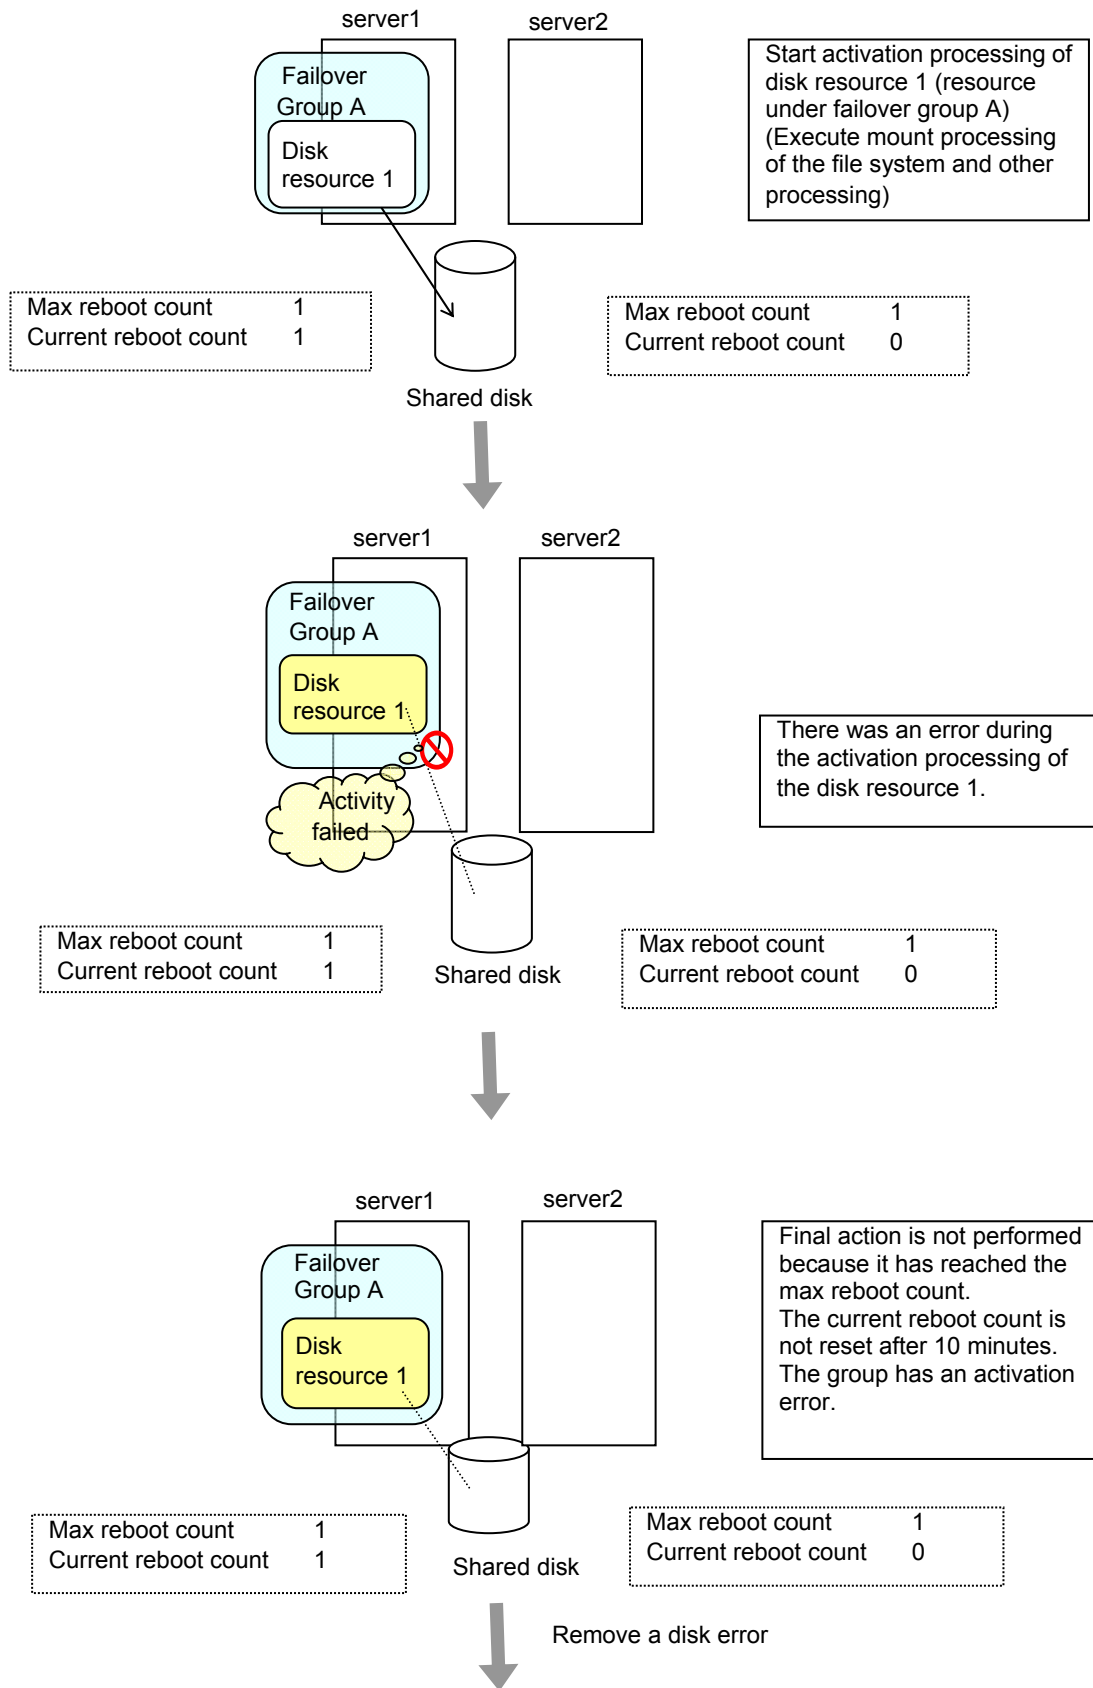 server1
server2
Failover
Group A
Disk
resource 1
Start activation processing of
disk resource 1 (resource
under failover group A)
(Execute mount processing
of the file system and other
processing)
Max reboot count 1
Current reboot count 1
Max reboot count 1
Current reboot count 0
Shared disk
server1
server2
Failover
Group A
Disk
resource 1
Activity
failed
There was an error during
the activation processing of
the disk resource 1.
Max reboot count 1
Current reboot count 1
Max reboot count 1
Current reboot count 0
Shared disk
server1
server2
Failover
Group A
Disk
resource 1
Final action is not performed
because it has reached the
max reboot count.
The current reboot count is
not reset after 10 minutes.
The group has an activation
error.
Max reboot count 1
Current reboot count 1
Max reboot count 1
Current reboot count 0
Shared disk
Remove a disk error